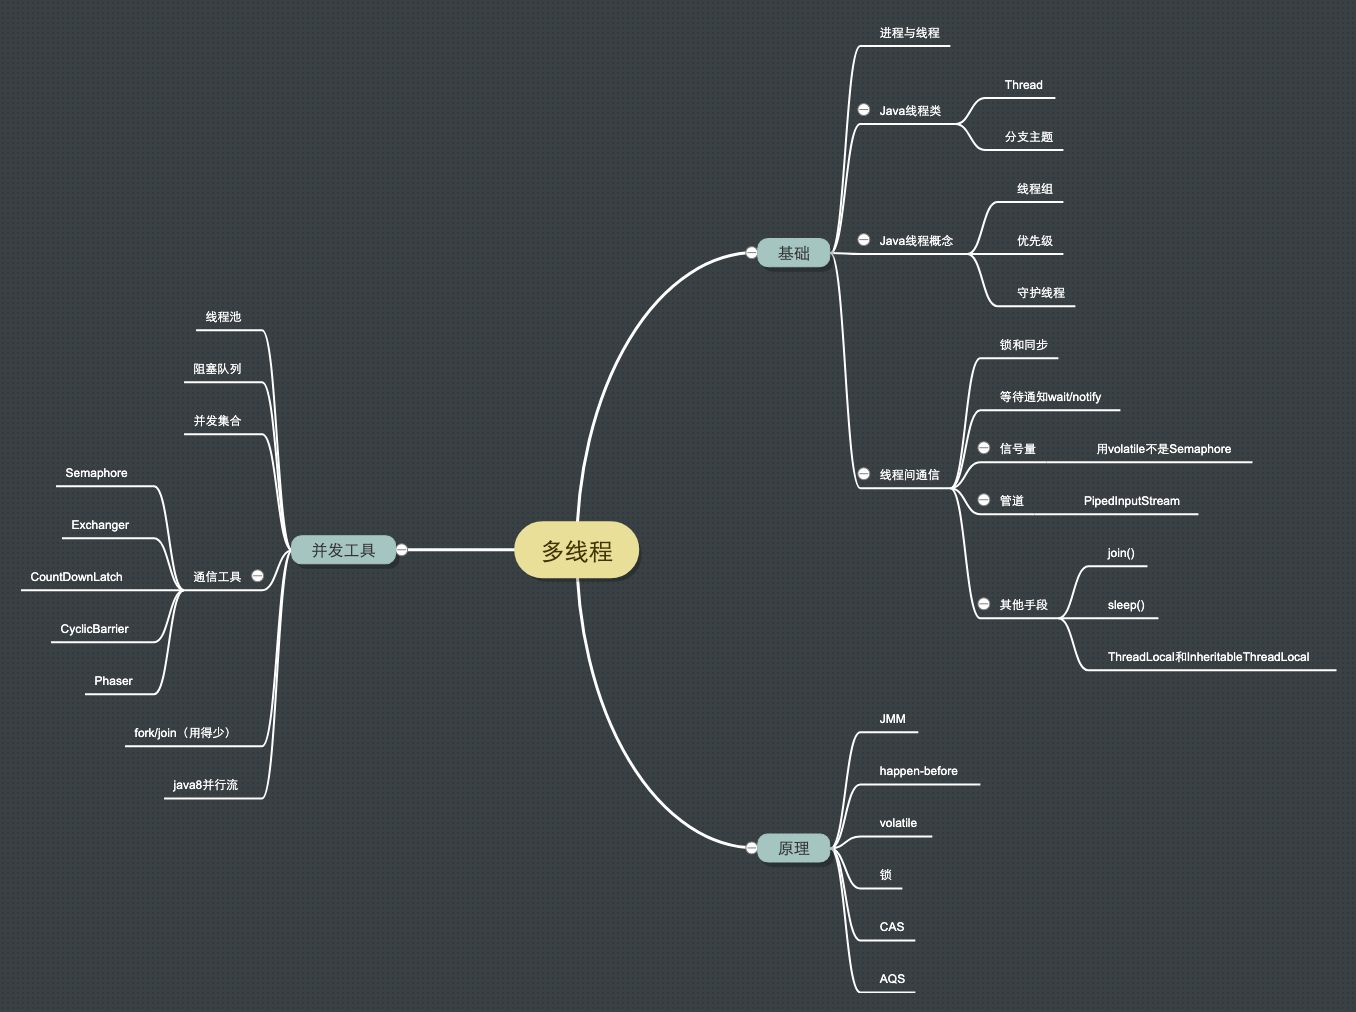 多线程
基础
进程与线程
Java线程类
Thread
分支主题
Java线程概念
线程组
优先级
守护线程
线程间通信
锁和同步
等待通知wait/notify
信号量
用volatile不是Semaphore
管道
PipedInputStream
其他手段
join()
sleep()
ThreadLocal和InheritableThreadLocal
原理
JMM
happen-before
volatile
锁
CAS
AQS
并发工具
线程池
阻塞队列
并发集合
通信工具
Semaphore
Exchanger
CountDownLatch
CyclicBarrier
Phaser
fork/join（用得少）
java8并行流